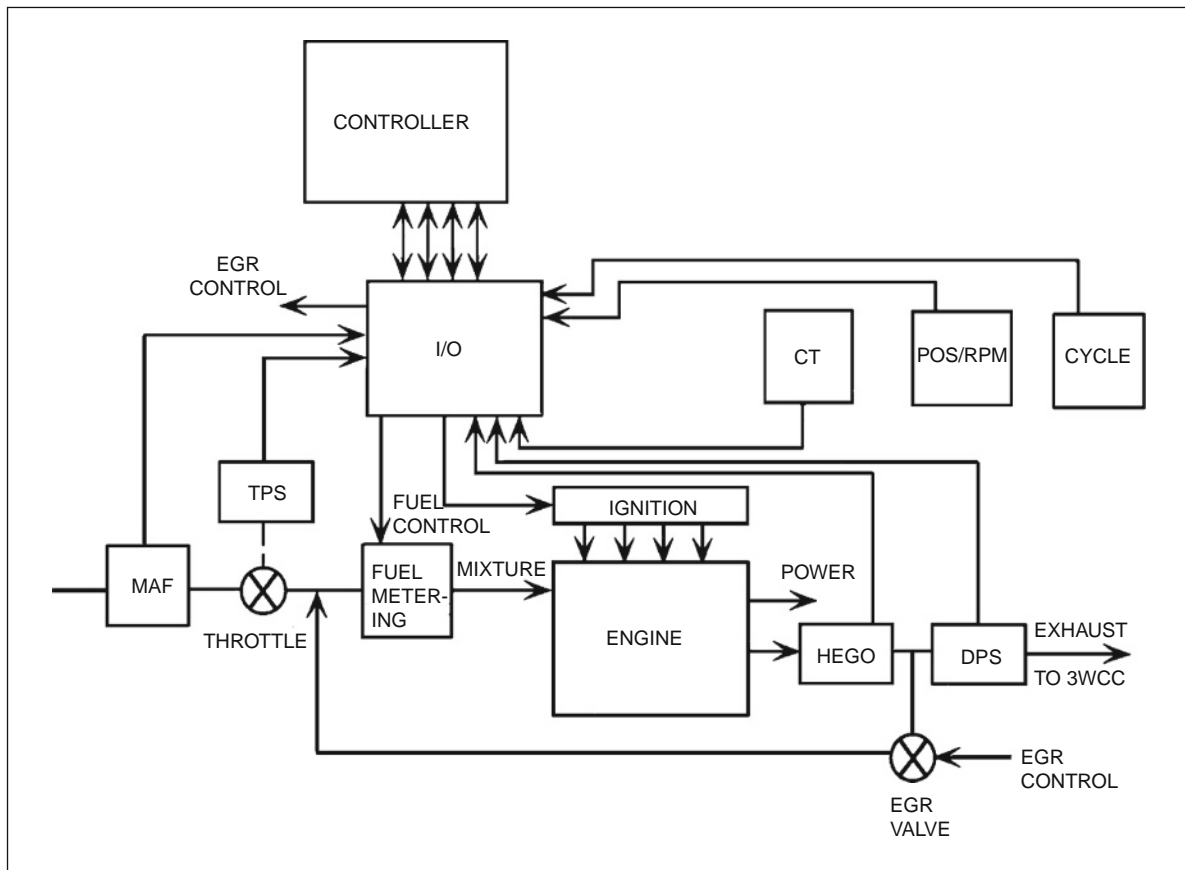 CONTROLLER
EGR
CONTROL
I/O
CT
POS/RPM
CYCLE
TPS
FUEL
CONTROL
IGNITION
MAF
THROTTLE
FUEL
METER-
ING
MIXTURE
ENGINE
POWER
HEGO
DPS
EXHAUST
TO 3WCC
EGR
CONTROL
EGR
VALVE